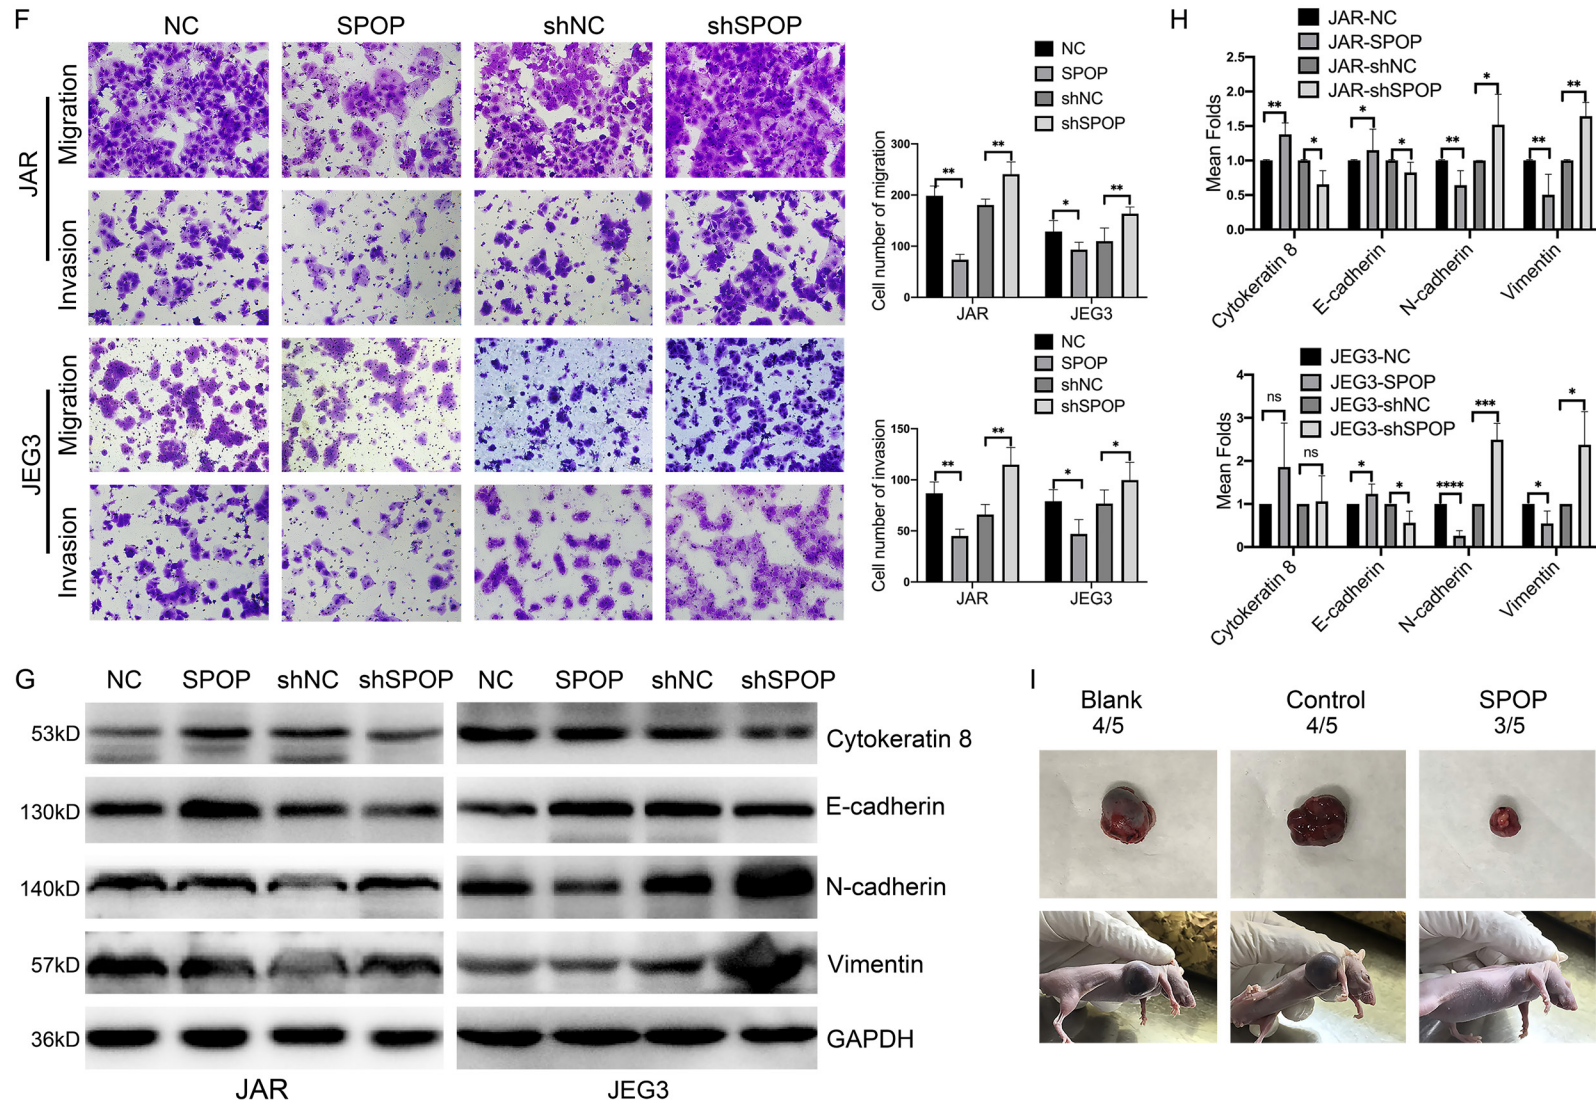 F
NC SPOP shNC shSPOP
JAR
Migration
Invasion
JEG3
Migration
Invasion
NC
SPOP
shNC
shSPOP
Cell number of migration
300
200
100
0
** ** * **
JAR JEG3
NC
SPOP
shNC
shSPOP
Cell number of invasion
150
100
50
0
** ** * *
JAR JEG3
H
JAR-NC
JAR-SPOP
JAR-shNC
JAR-shSPOP
Mean Folds
2.5
2.0
1.5
1.0
0.5
0.0
** * * * ** * ** **
Cytokeratin 8 E-cadherin N-cadherin Vimentin
JEG3-NC
JEG3-SPOP
JEG3-shNC
JEG3-shSPOP
Mean Folds
4
3
2
1
0
ns ns * * **** *** * *
Cytokeratin 8 E-cadherin N-cadherin Vimentin
G
NC SPOP shNC shSPOP NC SPOP shNC shSPOP
53kD Cytokeratin 8
130kD E-cadherin
140kD N-cadherin
57kD Vimentin
36kD GAPDH
JAR JEG3
I
Blank Control SPOP
4/5 4/5 3/5